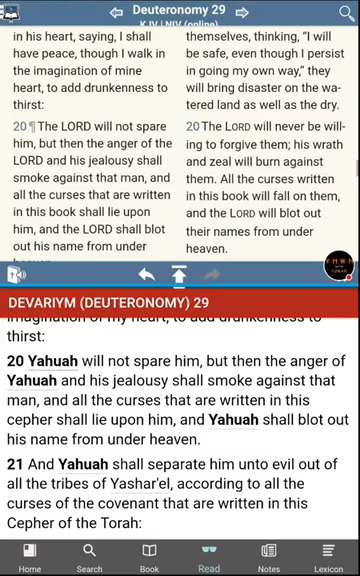 Deuteronomy 29
KJV | NIV (online)
in his heart, saying, I shall
have peace, though I walk in
the imagination of mine
heart, to add drunkenness to
thirst:
20 ¶ The LORD will not spare
him, but then the anger of the
LORD and his jealousy shall
smoke against that man, and
all the curses that are written
in this book shall lie upon
him, and the LORD shall blot
out his name from under
heaven.
themselves, thinking, “I will
be safe, even though I persist
in going my own way,” they
will bring disaster on the wa-
tered land as well as the dry.
20 The LORD will never be will-
ing to forgive them; his wrath
and zeal will burn against
them. All the curses written
in this book will fall on them,
and the LORD will blot out
their names from under
heaven.
DEVARIYM (DEUTERONOMY) 29
imagination of my heart, to add drunkenness to
thirst:
20 Yahuah will not spare him, but then the anger of
Yahuah and his jealousy shall smoke against that
man, and all the curses that are written in this
cepher shall lie upon him, and Yahuah shall blot out
his name from under heaven.
21 And Yahuah shall separate him unto evil out of
all the tribes of Yashar'el, according to all the
curses of the covenant that are written in this
Cepher of the Torah:
Home
Search
Book
Read
Notes
Lexicon